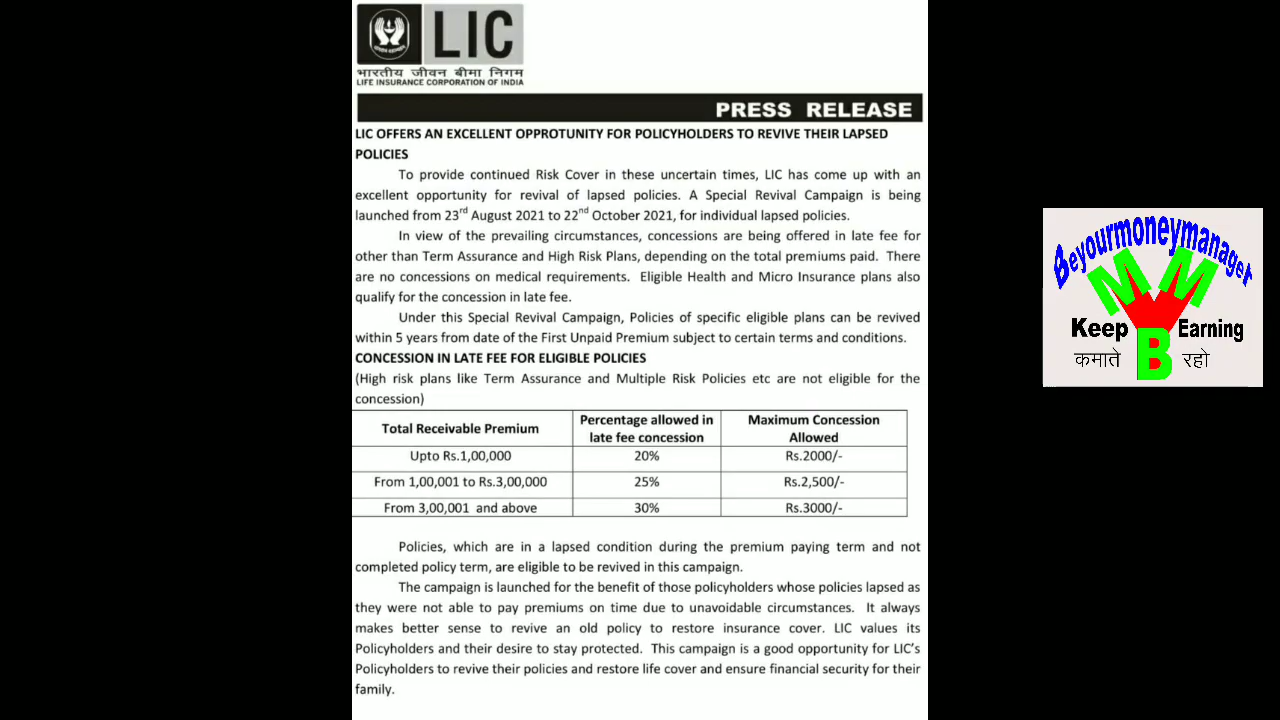 LIC
भारतीय जीवन बीमा निगम
LIFE INSURANCE CORPORATION OF INDIA
PRESS RELEASE
LIC OFFERS AN EXCELLENT OPPROTUNITY FOR POLICYHOLDERS TO REVIVE THEIR LAPSED
POLICIES
To provide continued Risk Cover in these uncertain times, LIC has come up with an
excellent opportunity for revival of lapsed policies. A Special Revival Campaign is being
launched from 23rd August 2021 to 22nd October 2021, for individual lapsed policies.
In view of the prevailing circumstances, concessions are being offered in late fee for
other than Term Assurance and High Risk Plans, depending on the total premiums paid. There
are no concessions on medical requirements. Eligible Health and Micro Insurance plans also
qualify for the concession in late fee.
Under this Special Revival Campaign, Policies of specific eligible plans can be revived
within 5 years from date of the First Unpaid Premium subject to certain terms and conditions.
CONCESSION IN LATE FEE FOR ELIGIBLE POLICIES
(High risk plans like Term Assurance and Multiple Risk Policies etc are not eligible for the
concession)
Total Receivable Premium
Percentage allowed in
late fee concession
Maximum Concession
Allowed
Upto Rs.1,00,000 20% Rs.2000/-
From 1,00,001 to Rs.3,00,000 25% Rs.2,500/-
From 3,00,001 and above 30% Rs.3000/-
Policies, which are in a lapsed condition during the premium paying term and not
completed policy term, are eligible to be revived in this campaign.
The campaign is launched for the benefit of those policyholders whose policies lapsed as
they were not able to pay premiums on time due to unavoidable circumstances. It always
makes better sense to revive an old policy to restore insurance cover. LIC values its
Policyholders and their desire to stay protected. This campaign is a good opportunity for LIC's
Policyholders to revive their policies and restore life cover and ensure financial security for their
family.
Beyourmoneymanager
M M
Keep Earning
B
कमाते रहो